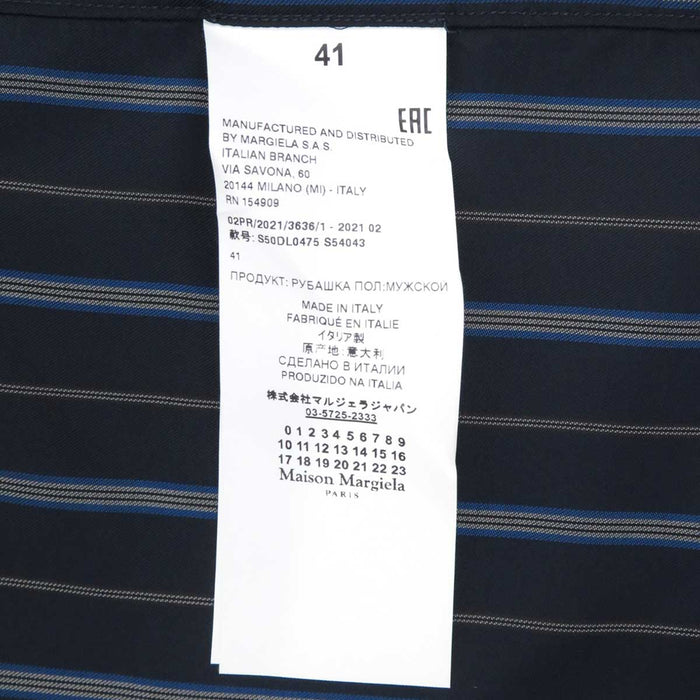 41
EAC
MANUFACTURED AND DISTRIBUTED
BY MARGIELA S.A.S.
ITALIAN BRANCH
VIA SAVONA, 60
20144 MILANO (MI) - ITALY
RN 154909
02PR/2021/3636/1 - 2021 02
款号: S50DL0475 S54043
41
ПРОДУКТ: РУБАШКА ПОЛ:МУЖСКОЙ
MADE IN ITALY
FABRIQUÉ EN ITALIE
イタリア製
原产地: 意大利
СДЕЛАНО В ИТАЛИИ
PRODUZIDO NA ITALIA
株式会社マルジェラジャパン
03-5725-2333
0 1 2 3 4 5 6 7 8 9
10 11 12 13 14 15 16
17 18 19 20 21 22 23
Maison Margiela
PARIS